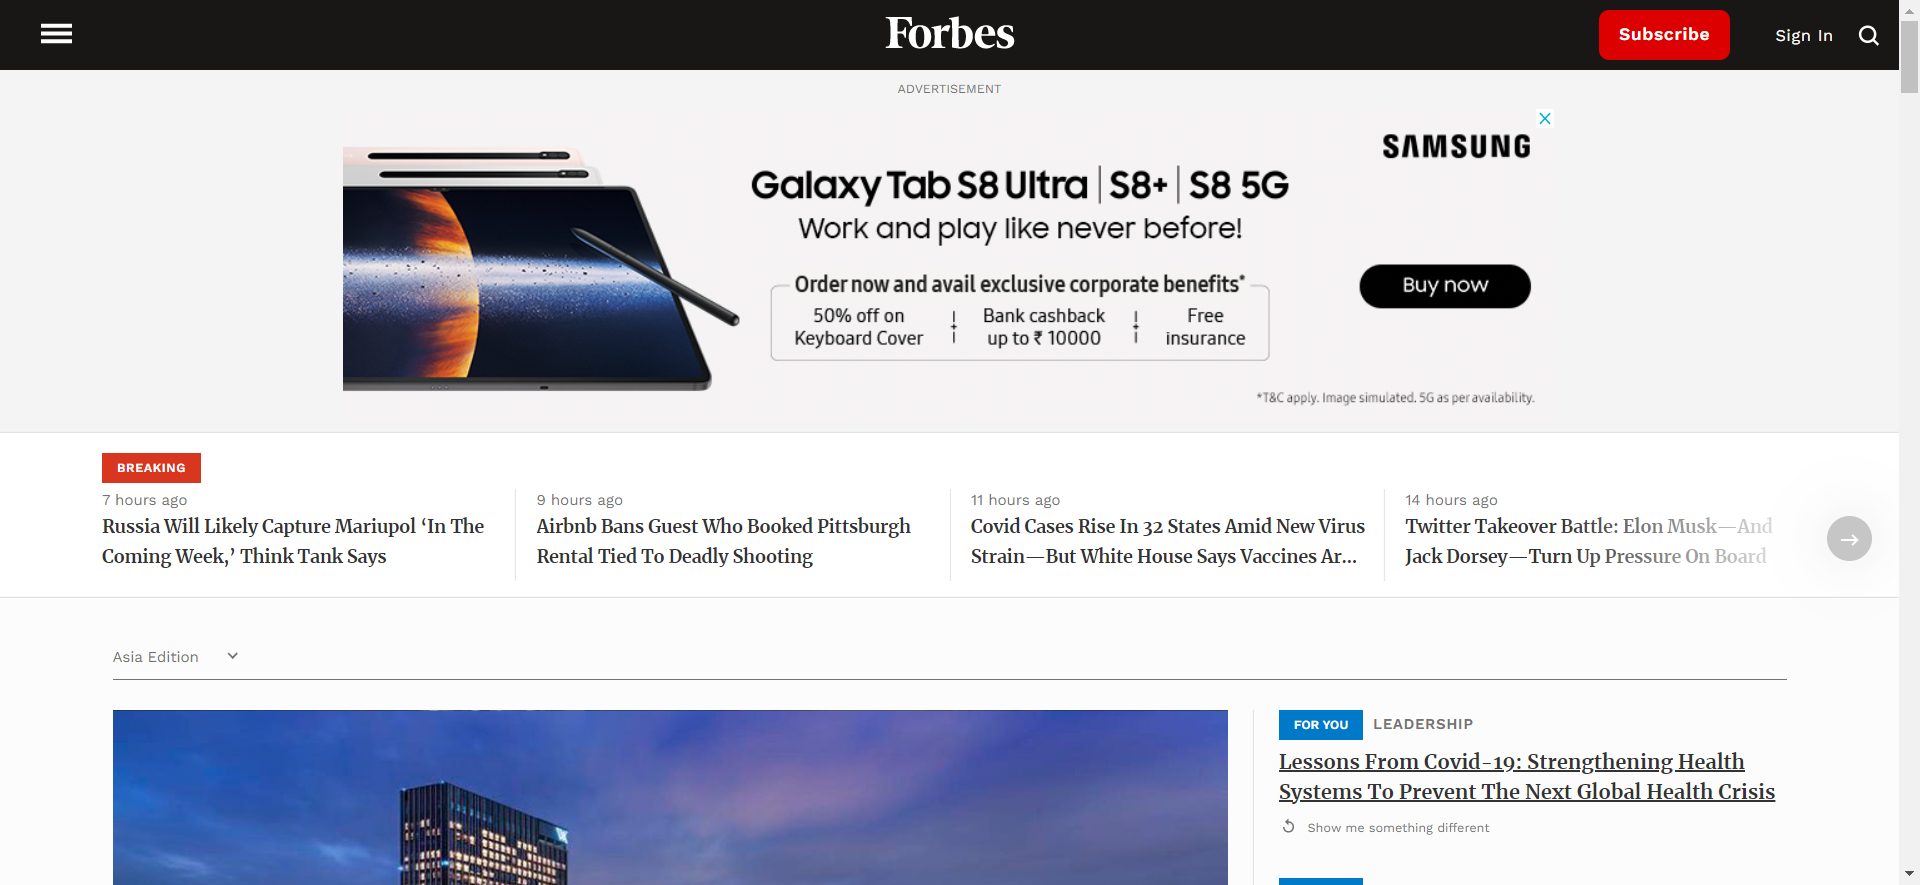 Forbes
Subscribe
Sign In
ADVERTISEMENT
SAMSUNG
Galaxy Tab S8 Ultra | S8+ | S8 5G
Work and play like never before!
Order now and avail exclusive corporate benefits*
50% off on
Keyboard Cover
Bank cashback
up to ₹ 10000
Free
insurance
Buy now
*T&C apply. Image simulated. 5G as per availability.
BREAKING
7 hours ago
Russia Will Likely Capture Mariupol ‘In The
Coming Week,’ Think Tank Says
9 hours ago
Airbnb Bans Guest Who Booked Pittsburgh
Rental Tied To Deadly Shooting
11 hours ago
Covid Cases Rise In 32 States Amid New Virus
Strain—But White House Says Vaccines Ar...
14 hours ago
Twitter Takeover Battle: Elon Musk—And
Jack Dorsey—Turn Up Pressure On Board
Asia Edition
FOR YOU
LEADERSHIP
Lessons From Covid-19: Strengthening Health
Systems To Prevent The Next Global Health Crisis
Show me something different